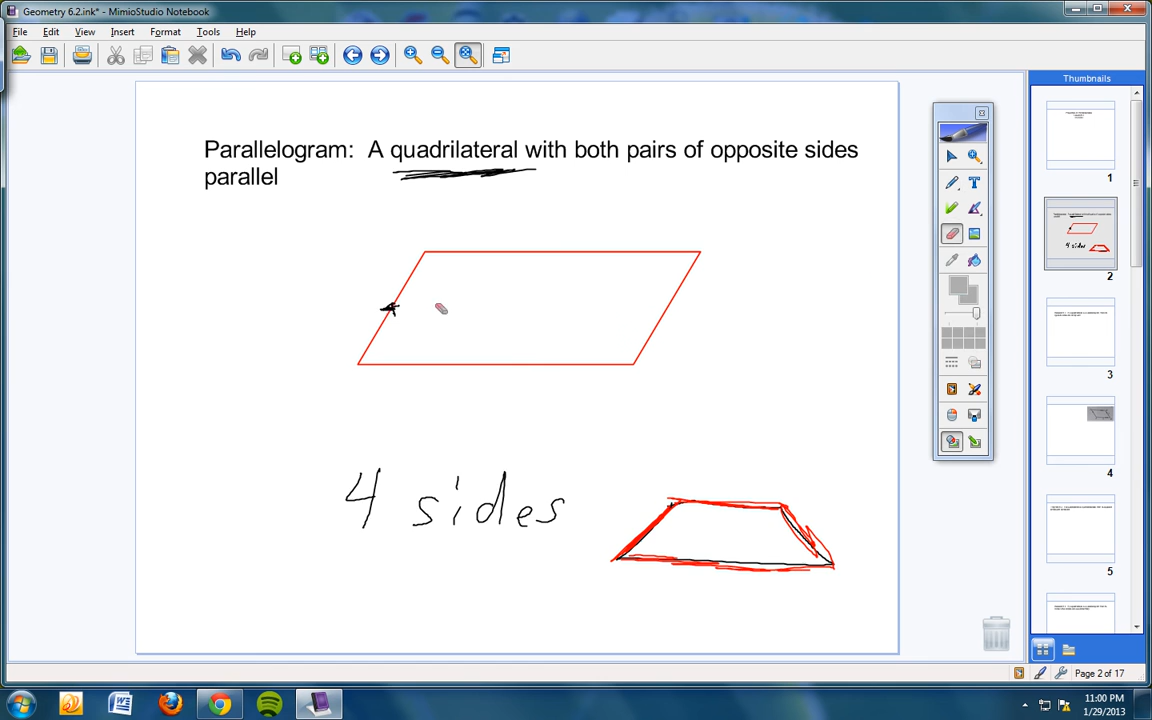 Geometry 6.2.ink* - MimioStudio Notebook
File Edit View Insert Format Tools Help
Thumbnails
Parallelogram: A quadrilateral with both pairs of opposite sides
parallel
4 sides
1
2
3
4
5
Page 2 of 17
11:00 PM
1/29/2013